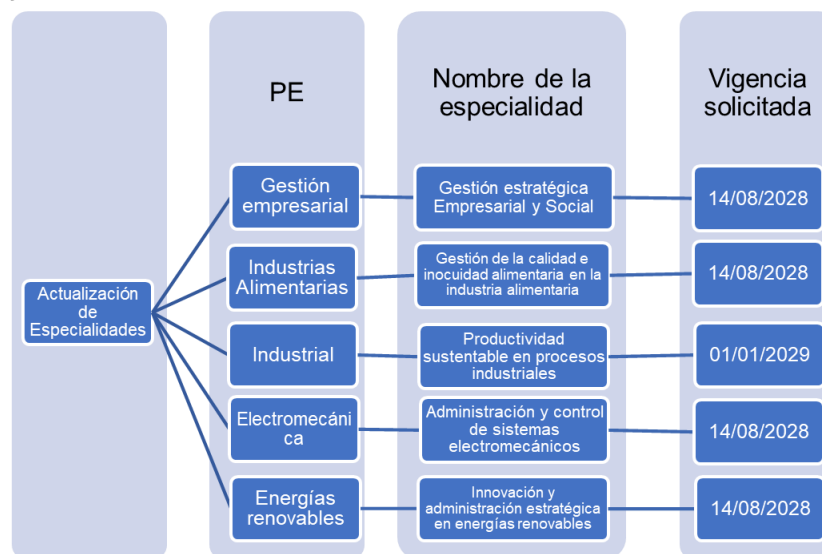 PE
Nombre de la
especialidad
Vigencia
solicitada
Actualización
de
Especialidades
Gestión
empresarial
Gestión estratégica
Empresarial y Social
14/08/2028
Industrias
Alimentarias
Gestión de la calidad e
inocuidad alimentaria en la
industria alimentaria
14/08/2028
Industrial
Productividad
sustentable en procesos
industriales
01/01/2029
Electromecáni
ca
Administración y control
de sistemas
electromecánicos
14/08/2028
Energías
renovables
Innovación y
administración estratégica
en energías renovables
14/08/2028